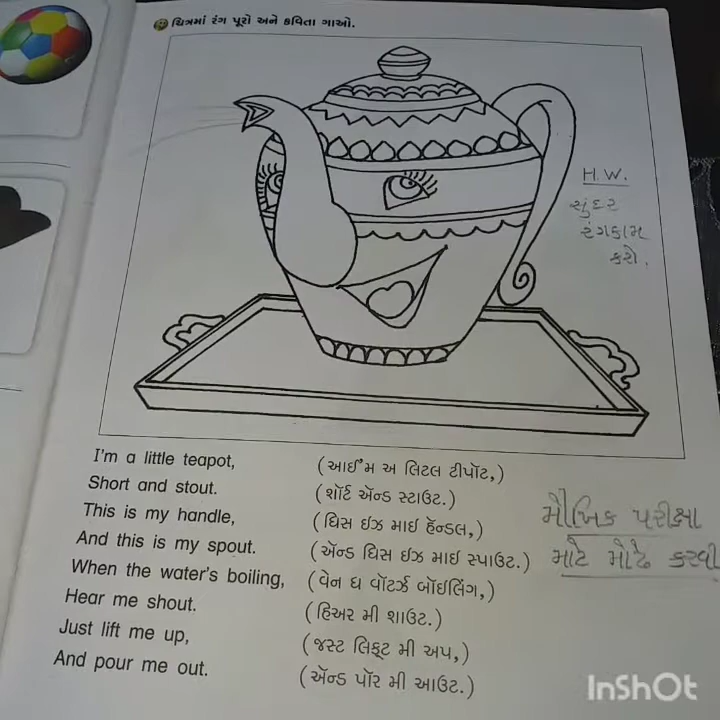 ચિત્રમાં રંગ પૂરો અને કવિતા ગાઓ.
H.W.
સુંદર
રંગકામ
કરો.
I'm a little teapot,
(આઈ'મ અ લિટલ ટીપૉટ,)
Short and stout.
(શૉર્ટ ઍન્ડ સ્ટાઉટ.)
This is my handle,
(ધિસ ઇઝ માઇ હૅન્ડલ,)
And this is my spout.
(ઍન્ડ ધિસ ઇઝ માઇ સ્પાઉટ.)
When the water's boiling,
(વેન ધ વૉટર્ઝ બૉઇલિંગ,)
Hear me shout.
(હિઅર મી શાઉટ.)
Just lift me up,
(જસ્ટ લિફ્ટ મી અપ,)
And pour me out.
(ઍન્ડ પૉર મી આઉટ.)
મૌખિક પરીક્ષા
માટે મોઢે કરવી
InShOt